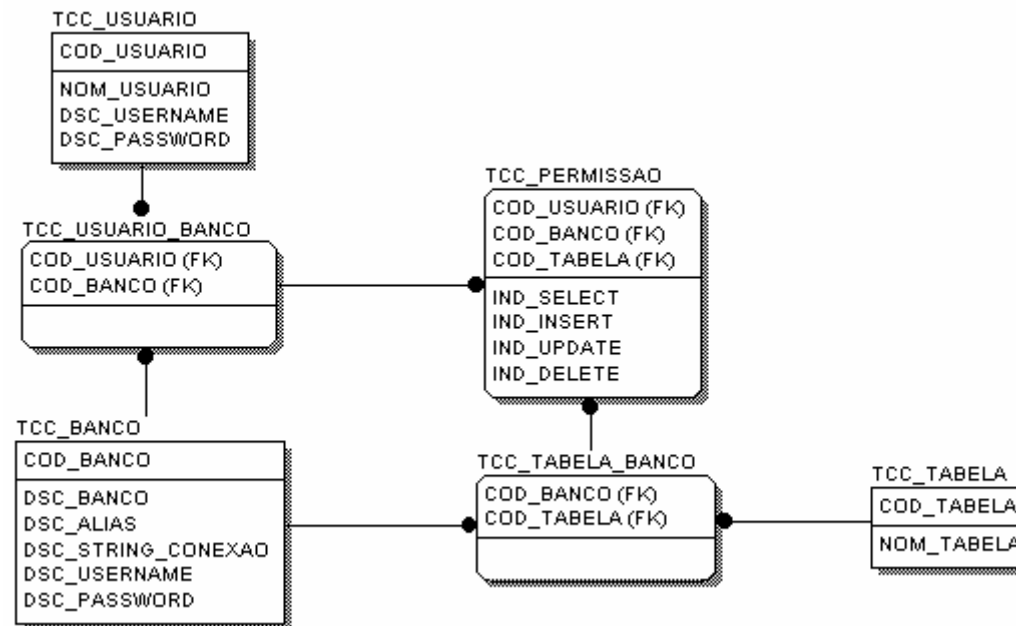 TCC_USUARIO
COD_USUARIO
NOM_USUARIO
DSC_USERNAME
DSC_PASSWORD
TCC_USUARIO_BANCO
COD_USUARIO (FK)
COD_BANCO (FK)
TCC_PERMISSAO
COD_USUARIO (FK)
COD_BANCO (FK)
COD_TABELA (FK)
IND_SELECT
IND_INSERT
IND_UPDATE
IND_DELETE
TCC_BANCO
COD_BANCO
DSC_BANCO
DSC_ALIAS
DSC_STRING_CONEXAO
DSC_USERNAME
DSC_PASSWORD
TCC_TABELA_BANCO
COD_BANCO (FK)
COD_TABELA (FK)
TCC_TABELA
COD_TABELA
NOM_TABELA